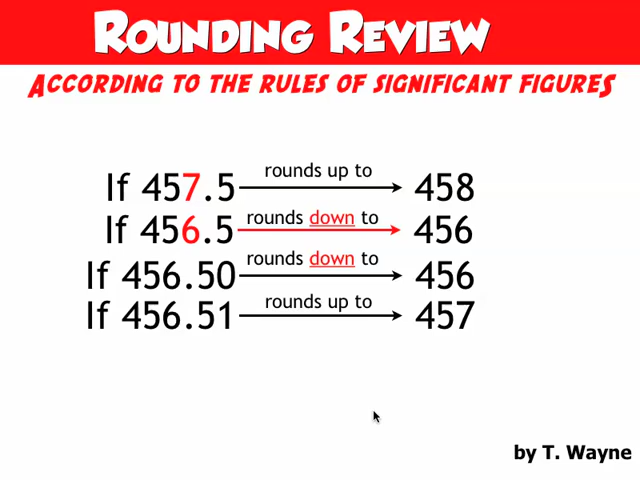 Rounding Review
According to the rules of significant figures
If 457.5 rounds up to 458
If 456.5 rounds down to 456
If 456.50 rounds down to 456
If 456.51 rounds up to 457
by T. Wayne